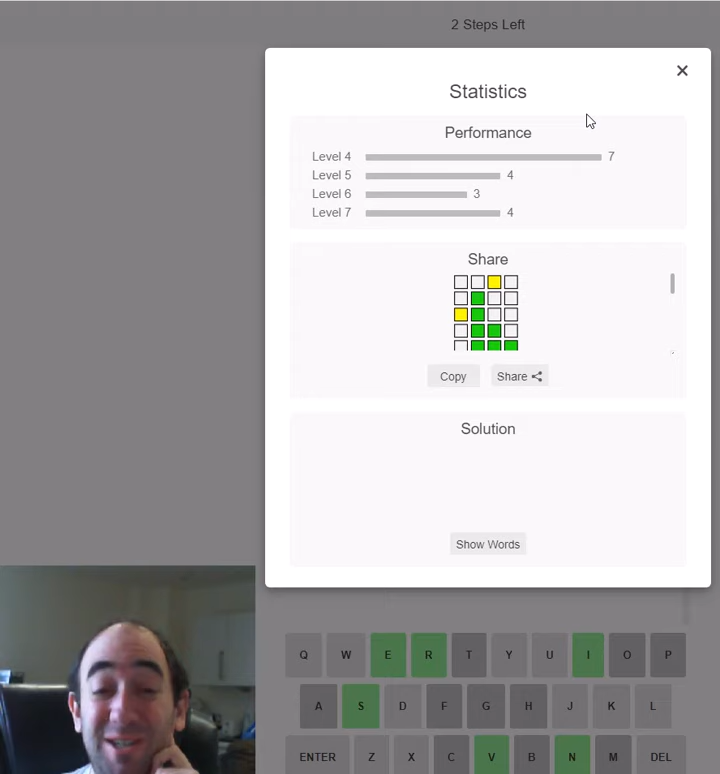 2 Steps Left
×
Statistics
Performance
Level 4 7
Level 5 4
Level 6 3
Level 7 4
Share
Copy Share
Solution
Show Words
Q W E R T Y U I O P
A S D F G H J K L
ENTER Z X C V B N M DEL